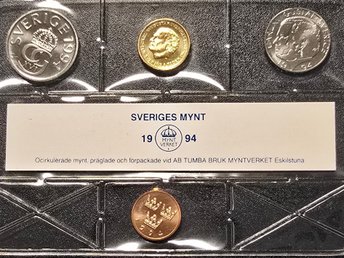 SVERIGE 199
SVERIGES MYNT
19 94
MYNT
VERKET
Ocirkulerade mynt, präglade och förpackade vid AB TUMBA BRUK MYNTVERKET Eskilstuna